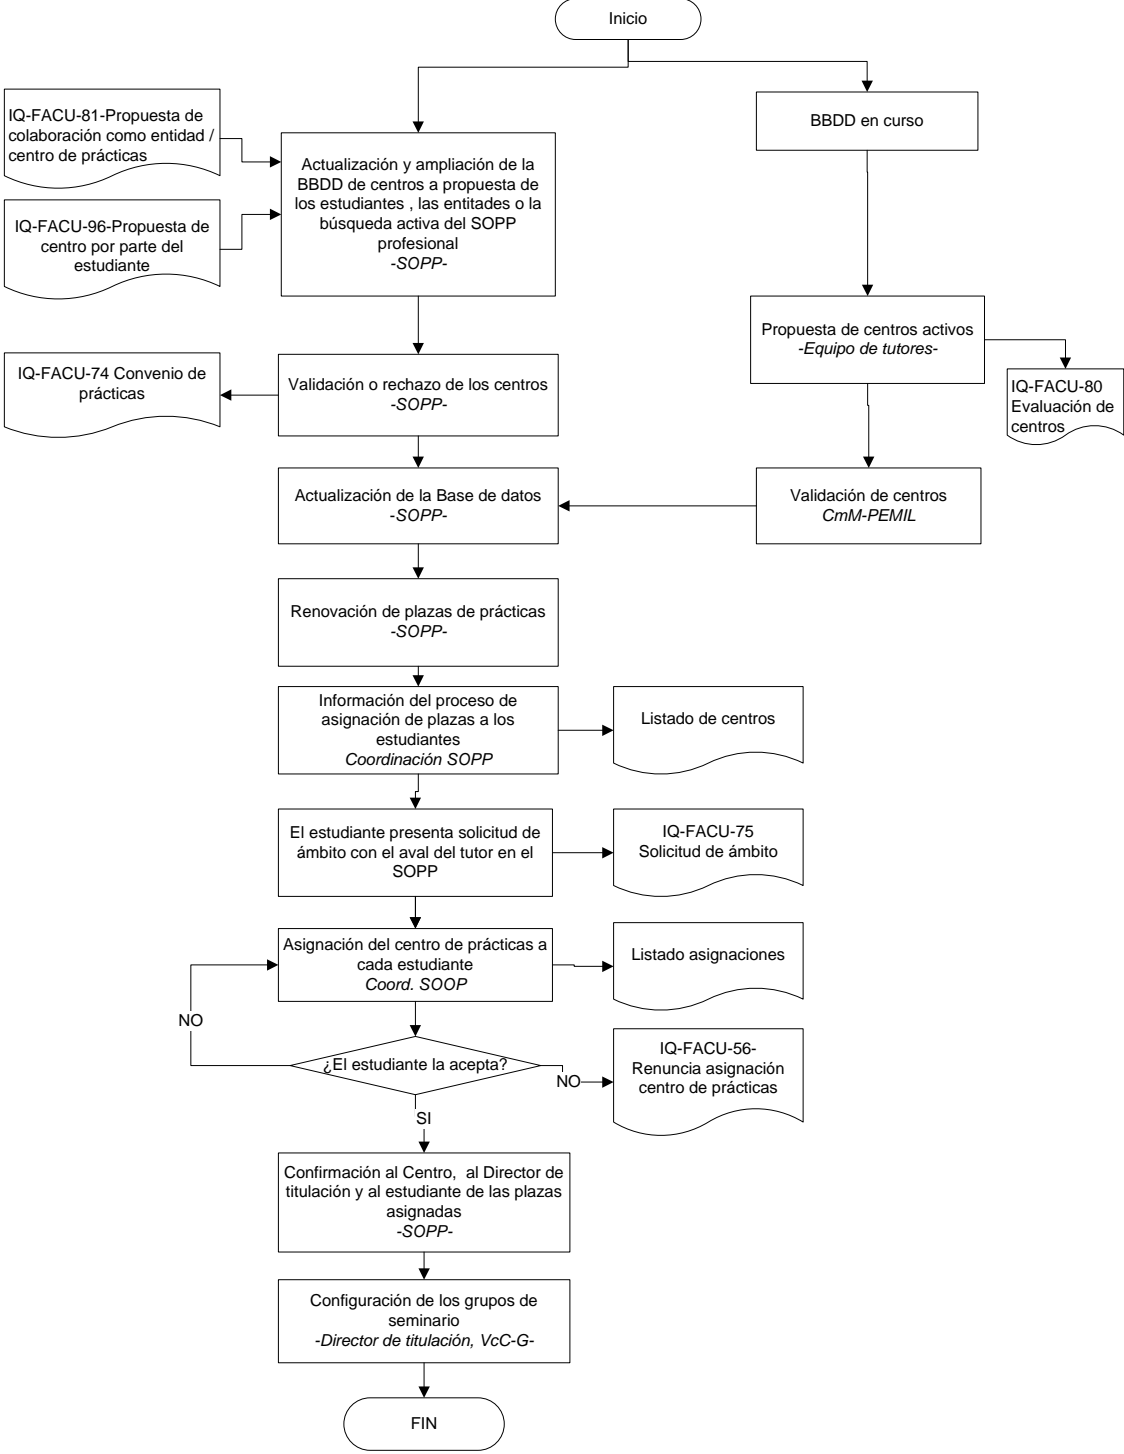 Inicio
IQ-FACU-81-Propuesta de
colaboración como entidad /
centro de prácticas
BBDD en curso
Actualización y ampliación de la
BBDD de centros a propuesta de
los estudiantes , las entitades o la
búsqueda activa del SOPP
profesional
-SOPP-
IQ-FACU-96-Propuesta de
centro por parte del
estudiante
Propuesta de centros activos
-Equipo de tutores-
IQ-FACU-74 Convenio de
prácticas
Validación o rechazo de los centros
-SOPP-
IQ-FACU-80
Evaluación de
centros
Actualización de la Base de datos
-SOPP-
Validación de centros
CmM-PEMIL
Renovación de plazas de prácticas
-SOPP-
Información del proceso de
asignación de plazas a los
estudiantes
Coordinación SOPP
Listado de centros
El estudiante presenta solicitud de
ámbito con el aval del tutor en el
SOPP
IQ-FACU-75
Solicitud de ámbito
Asignación del centro de prácticas a
cada estudiante
Coord. SOOP
Listado asignaciones
NO
¿El estudiante la acepta?
NO
IQ-FACU-56-
Renuncia asignación
centro de prácticas
SI
Confirmación al Centro,  al Director de
titulación y al estudiante de las plazas
asignadas
-SOPP-
Configuración de los grupos de
seminario
-Director de titulación, VcC-G-
FIN